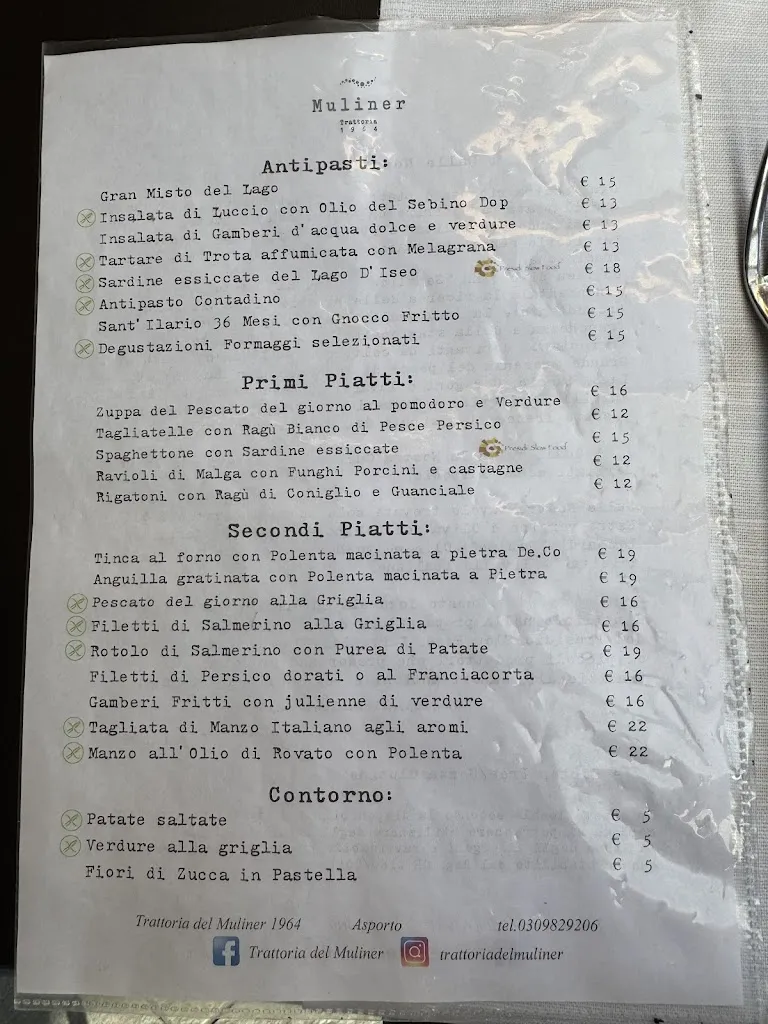 Muliner
Trattoria
1964
Antipasti:
Gran Misto del Lago € 15
Insalata di Luccio con Olio del Sebino Dop € 13
Insalata di Gamberi d'acqua dolce e verdure € 13
Tartare di Trota affumicata con Melagrana € 13
Sardine essiccate del Lago D'Iseo Presidi Slow Food € 18
Antipasto Contadino € 15
Sant'Ilario 36 Mesi con Gnocco Fritto € 15
Degustazioni Formaggi selezionati € 15
Primi Piatti:
Zuppa del Pescato del giorno al pomodoro e Verdure € 16
Tagliatelle con Ragù Bianco di Pesce Persico € 12
Spaghettone con Sardine essiccate Presidi Slow Food € 15
Ravioli di Malga con Funghi Porcini e castagne € 12
Rigatoni con Ragù di Coniglio e Guanciale € 12
Secondi Piatti:
Tinca al forno con Polenta macinata a pietra De.Co € 19
Anguilla gratinata con Polenta macinata a Pietra € 19
Pescato del giorno alla Griglia € 16
Filetti di Salmerino alla Griglia € 16
Rotolo di Salmerino con Purea di Patate € 19
Filetti di Persico dorati o al Franciacorta € 16
Gamberi Fritti con julienne di verdure € 16
Tagliata di Manzo Italiano agli aromi € 22
Manzo all'Olio di Rovato con Polenta € 22
Contorno:
Patate saltate € 5
Verdure alla griglia € 5
Fiori di Zucca in Pastella € 5
Trattoria del Muliner 1964 Asporto tel.0309829206
Trattoria del Muliner trattoriadelmuliner